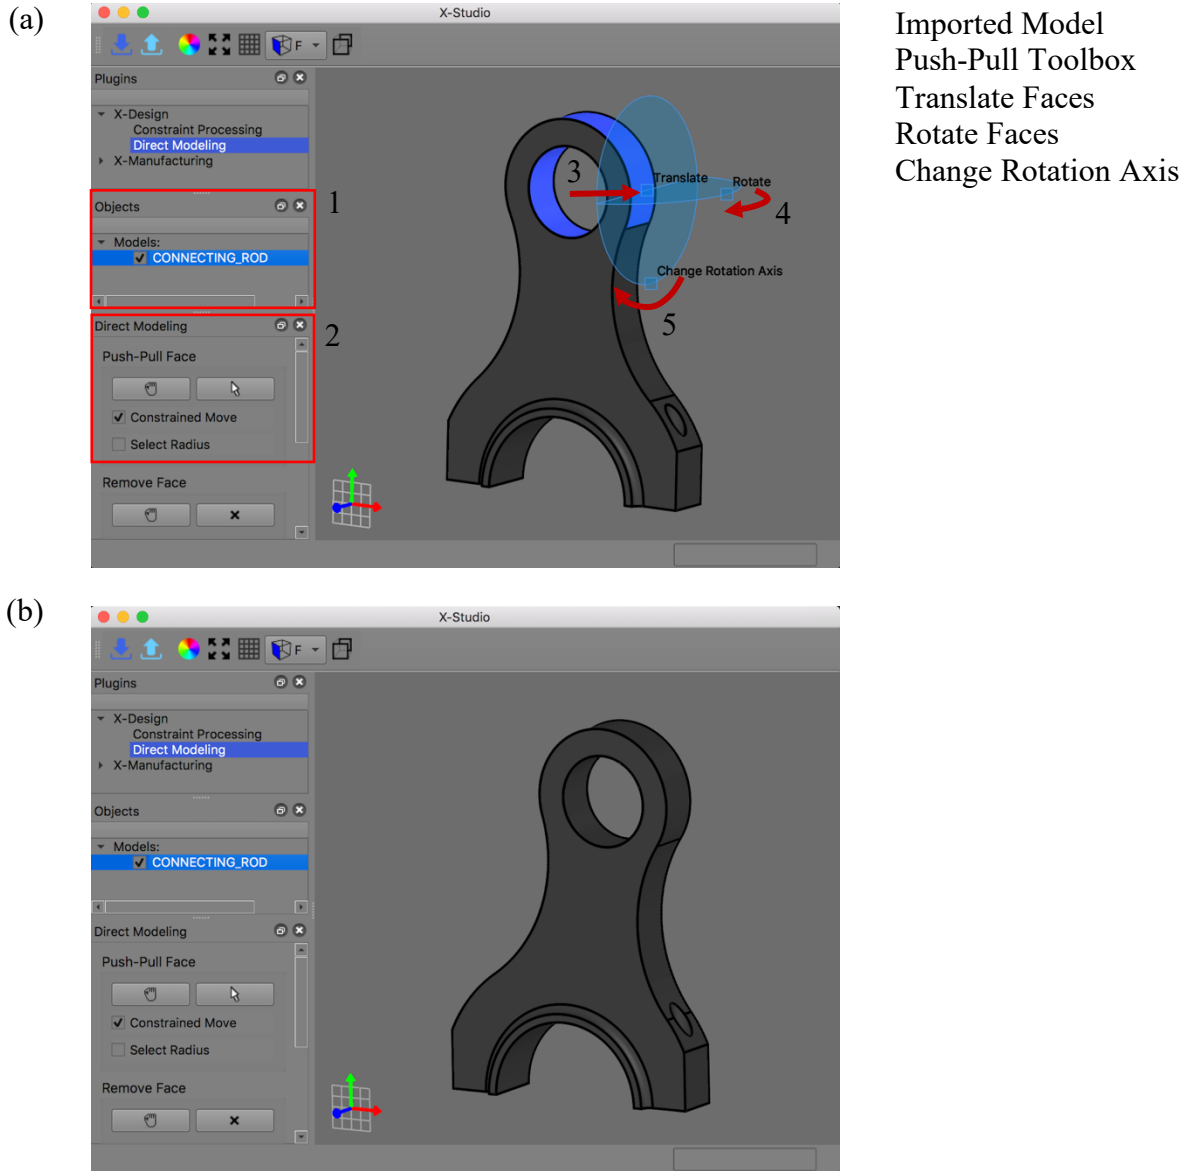 (a)
X-Studio
F
Plugins
X-Design
Constraint Processing
Direct Modeling
X-Manufacturing
Objects
1
Models:
CONNECTING_ROD
Direct Modeling
2
Push-Pull Face
Constrained Move
Select Radius
Remove Face
3
Translate
Rotate
4
Change Rotation Axis
5
Imported Model
Push-Pull Toolbox
Translate Faces
Rotate Faces
Change Rotation Axis
(b)
X-Studio
F
Plugins
X-Design
Constraint Processing
Direct Modeling
X-Manufacturing
Objects
Models:
CONNECTING_ROD
Direct Modeling
Push-Pull Face
Constrained Move
Select Radius
Remove Face